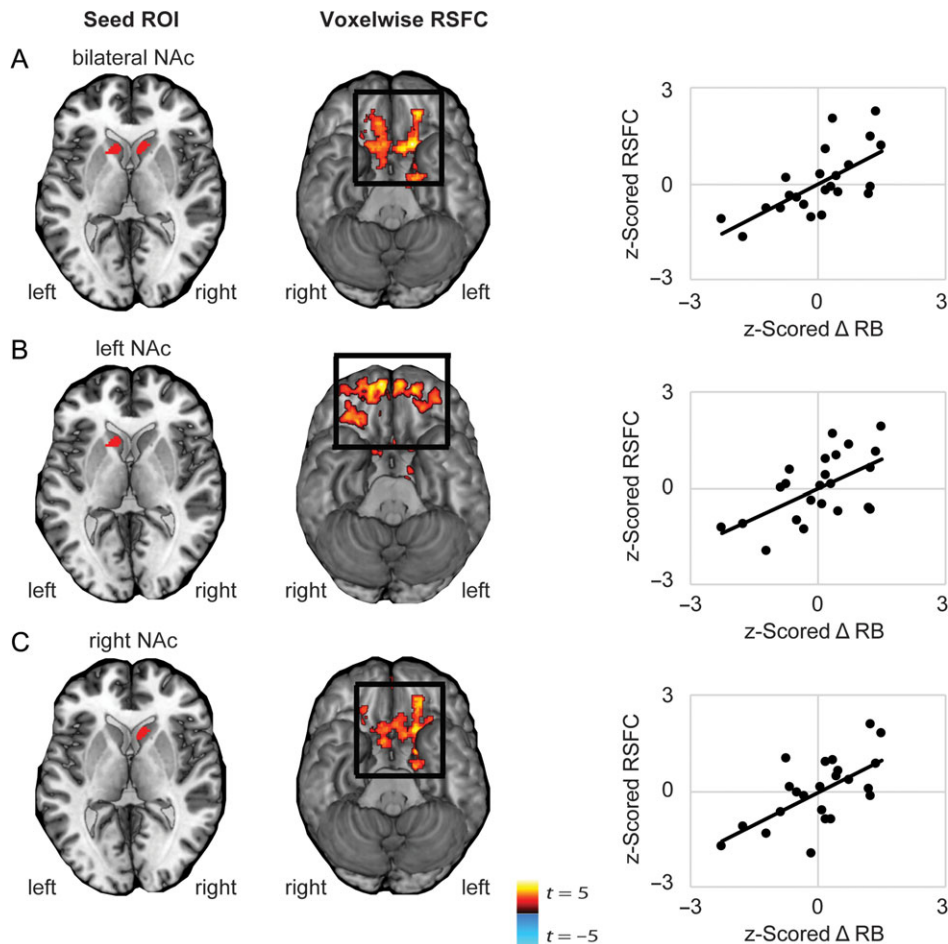 Seed ROI
Voxelwise RSFC
A
bilateral NAc
left
right
right
left
3
0
−3
z-Scored RSFC
−3
0
3
z-Scored Δ RB
B
left NAc
left
right
right
left
3
0
−3
z-Scored RSFC
−3
0
3
z-Scored Δ RB
C
right NAc
left
right
right
left
t = 5
t = −5
3
0
−3
z-Scored RSFC
−3
0
3
z-Scored Δ RB